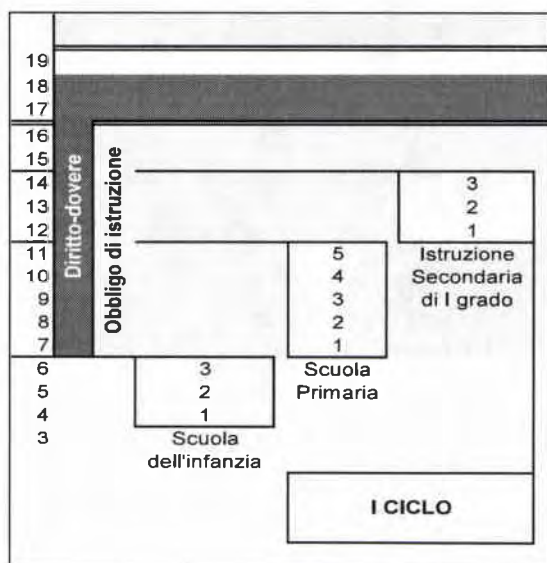 19
18
17
16
15
14
13
12
11
10
9
8
7
6
5
4
3
Diritto-dovere
Obbligo di istruzione
3
2
1
Istruzione
Secondaria
di I grado
5
4
3
2
1
Scuola
Primaria
3
2
1
Scuola
dell'infanzia
I CICLO